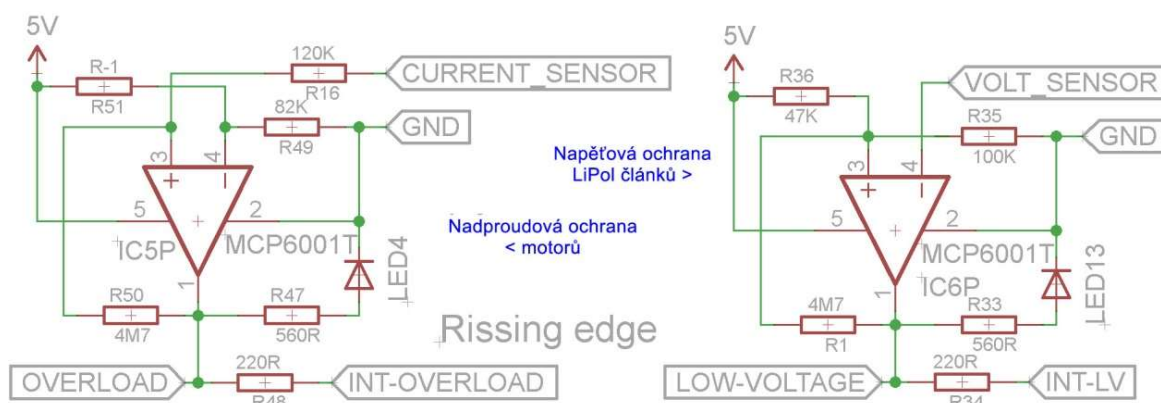 5V
R-1
R51
120K
R16
CURRENT_SENSOR
82K
R49
GND
3
4
+
-
5
2
1
IC5P
MCP6001T
LED4
R50
4M7
R47
560R
OVERLOAD
220R
R48
INT-OVERLOAD
Napěťová ochrana
LiPol článků >
Nadproudová ochrana
< motorů
Rissing edge
5V
R36
47K
VOLT_SENSOR
R35
100K
GND
3
4
+
-
5
2
1
MCP6001T
IC6P
LED13
4M7
R1
R33
560R
LOW-VOLTAGE
220R
R34
INT-LV